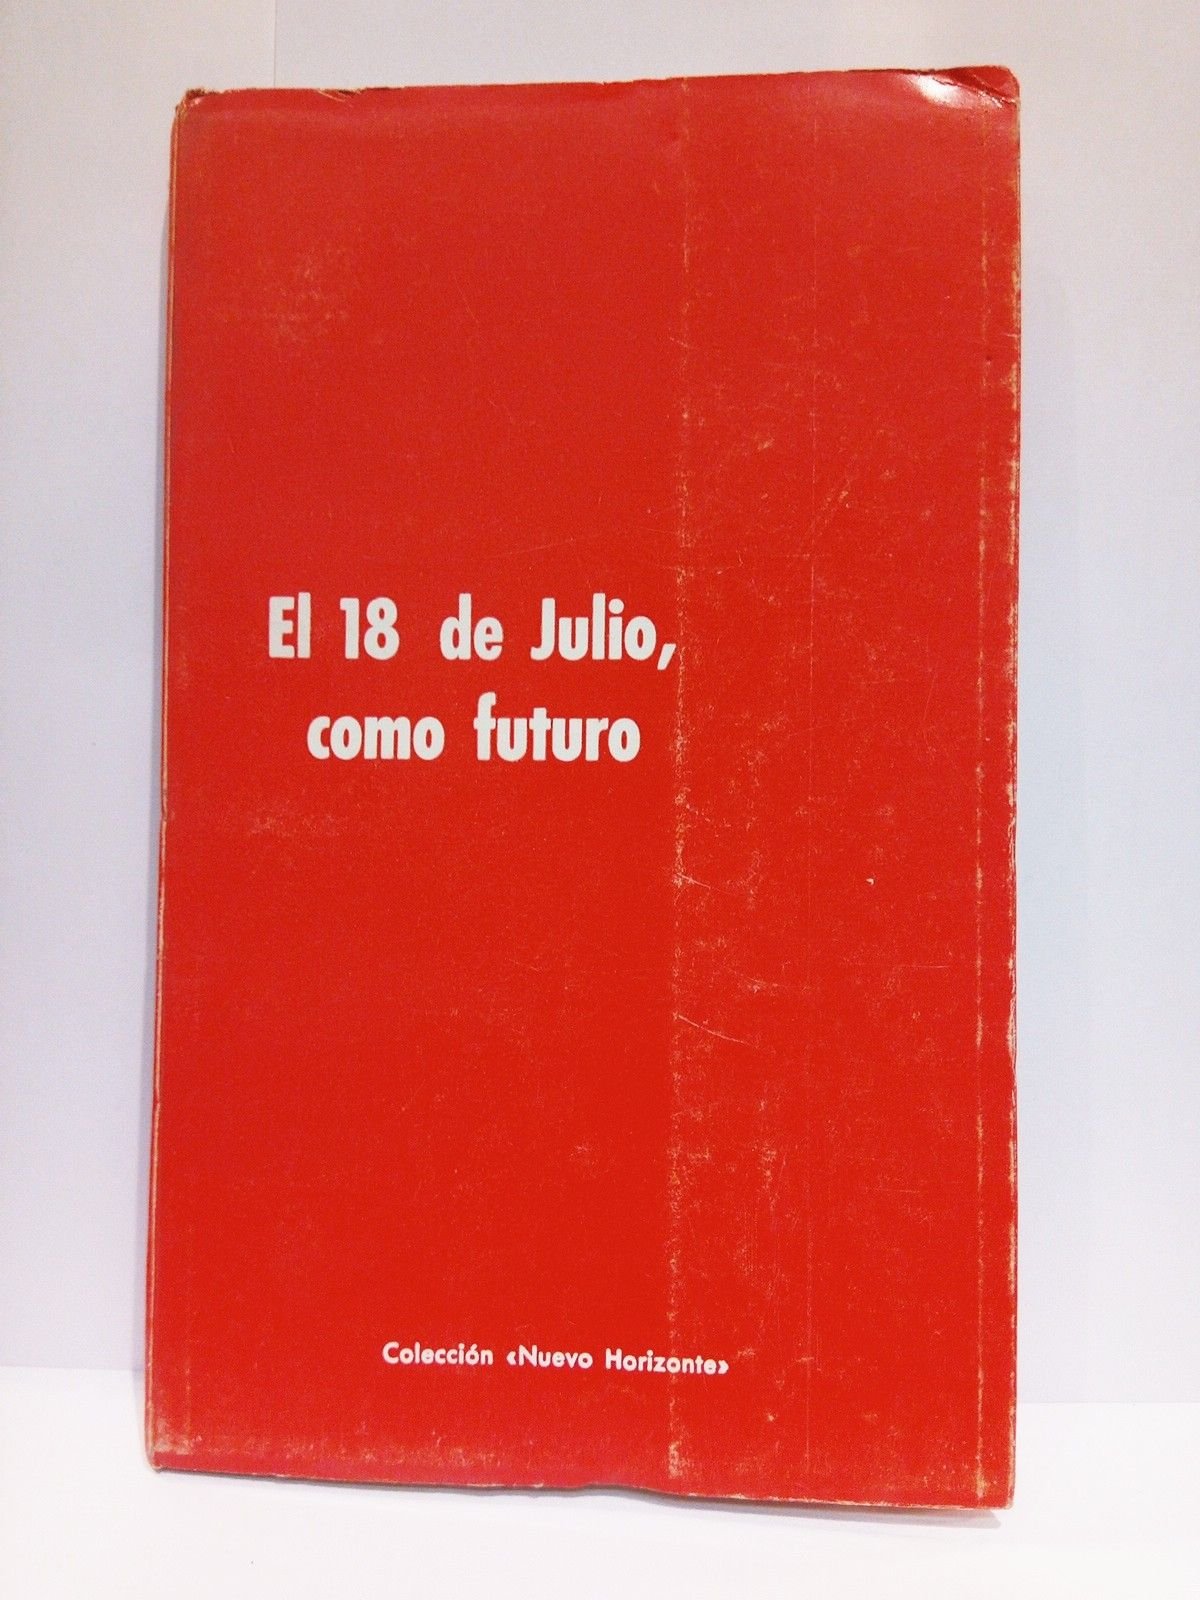 El 18 de Julio,
como futuro
Colección «Nuevo Horizonte»